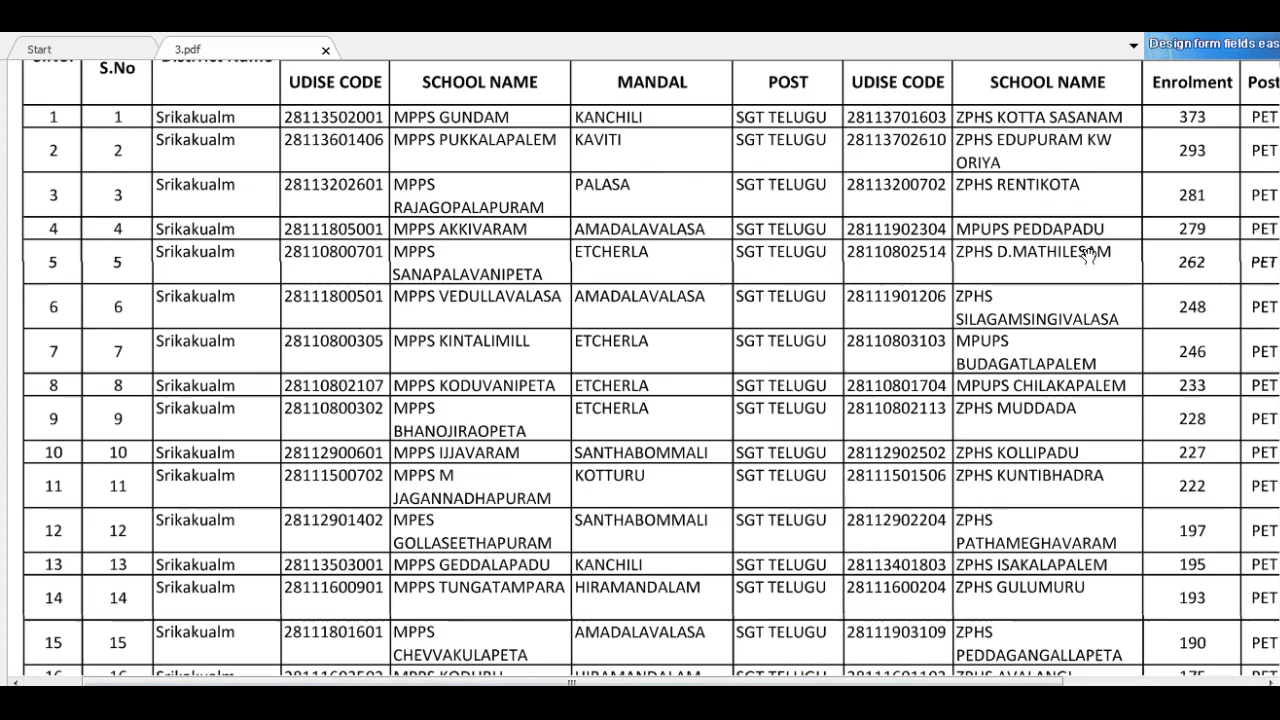 Start
3.pdf
Design form fields eas
S.No
UDISE CODE SCHOOL NAME MANDAL POST UDISE CODE SCHOOL NAME Enrolment Post
1 1 Srikakualm 28113502001 MPPS GUNDAM KANCHILI SGT TELUGU 28113701603 ZPHS KOTTA SASANAM 373 PET
2 2 Srikakualm 28113601406 MPPS PUKKALAPALEM KAVITI SGT TELUGU 28113702610 ZPHS EDUPURAM KW 293 PET
ORIYA
3 3 Srikakualm 28113202601 MPPS PALASA SGT TELUGU 28113200702 ZPHS RENTIKOTA 281 PET
RAJAGOPALAPURAM
4 4 Srikakualm 28111805001 MPPS AKKIVARAM AMADALAVALASA SGT TELUGU 28111902304 MPUPS PEDDAPADU 279 PET
5 5 Srikakualm 28110800701 MPPS ETCHERLA SGT TELUGU 28110802514 ZPHS D.MATHILESAM 262 PET
SANAPALAVANIPETA
6 6 Srikakualm 28111800501 MPPS VEDULLAVALASA AMADALAVALASA SGT TELUGU 28111901206 ZPHS 248 PET
SILAGAMSINGIVALASA
7 7 Srikakualm 28110800305 MPPS KINTALIMILL ETCHERLA SGT TELUGU 28110803103 MPUPS 246 PET
BUDAGATLAPALEM
8 8 Srikakualm 28110802107 MPPS KODUVANIPETA ETCHERLA SGT TELUGU 28110801704 MPUPS CHILAKAPALEM 233 PET
9 9 Srikakualm 28110800302 MPPS ETCHERLA SGT TELUGU 28110802113 ZPHS MUDDADA 228 PET
BHANOJIRAOPETA
10 10 Srikakualm 28112900601 MPPS IJJAVARAM SANTHABOMMALI SGT TELUGU 28112902502 ZPHS KOLLIPADU 227 PET
11 11 Srikakualm 28111500702 MPPS M KOTTURU SGT TELUGU 28111501506 ZPHS KUNTIBHADRA 222 PET
JAGANNADHAPURAM
12 12 Srikakualm 28112901402 MPES SANTHABOMMALI SGT TELUGU 28112902204 ZPHS 197 PET
GOLLASEETHAPURAM PATHAMEGHAVARAM
13 13 Srikakualm 28113503001 MPPS GEDDALAPADU KANCHILI SGT TELUGU 28113401803 ZPHS ISAKALAPALEM 195 PET
14 14 Srikakualm 28111600901 MPPS TUNGATAMPARA HIRAMANDALAM SGT TELUGU 28111600204 ZPHS GULUMURU 193 PET
15 15 Srikakualm 28111801601 MPPS AMADALAVALASA SGT TELUGU 28111903109 ZPHS 190 PET
CHEVVAKULAPETA PEDDAGANGALLAPETA